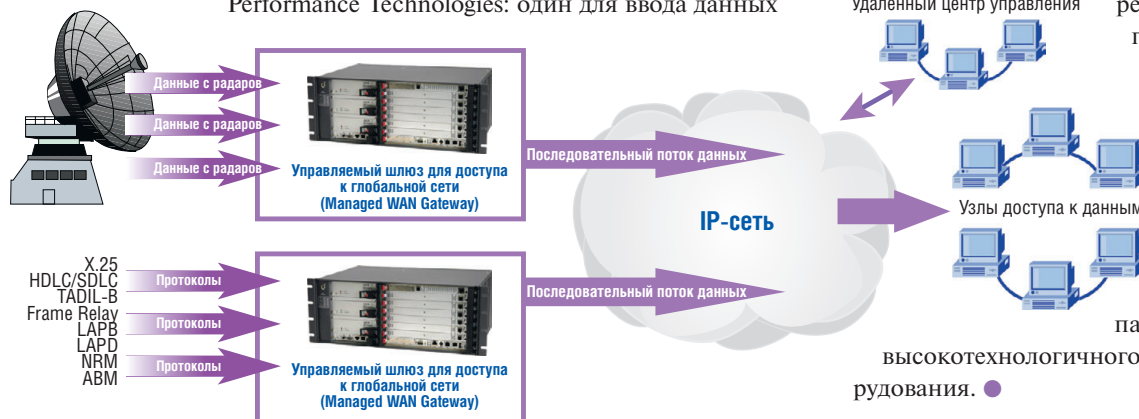 Performance Technologies: один для ввода данных
Данные с радаров
Данные с радаров
Данные с радаров
Управляемый шлюз для доступа
к глобальной сети
(Managed WAN Gateway)
Последовательный поток данных
X.25
HDLC/SDLC
TADIL-B
Frame Relay
LAPB
LAPD
NRM
ABM
Протоколы
Протоколы
Протоколы
Управляемый шлюз для доступа
к глобальной сети
(Managed WAN Gateway)
Последовательный поток данных
IP-сеть
Удаленный центр управления
Узлы доступа к данным
ре
па
высокотехнологичного
рудования.